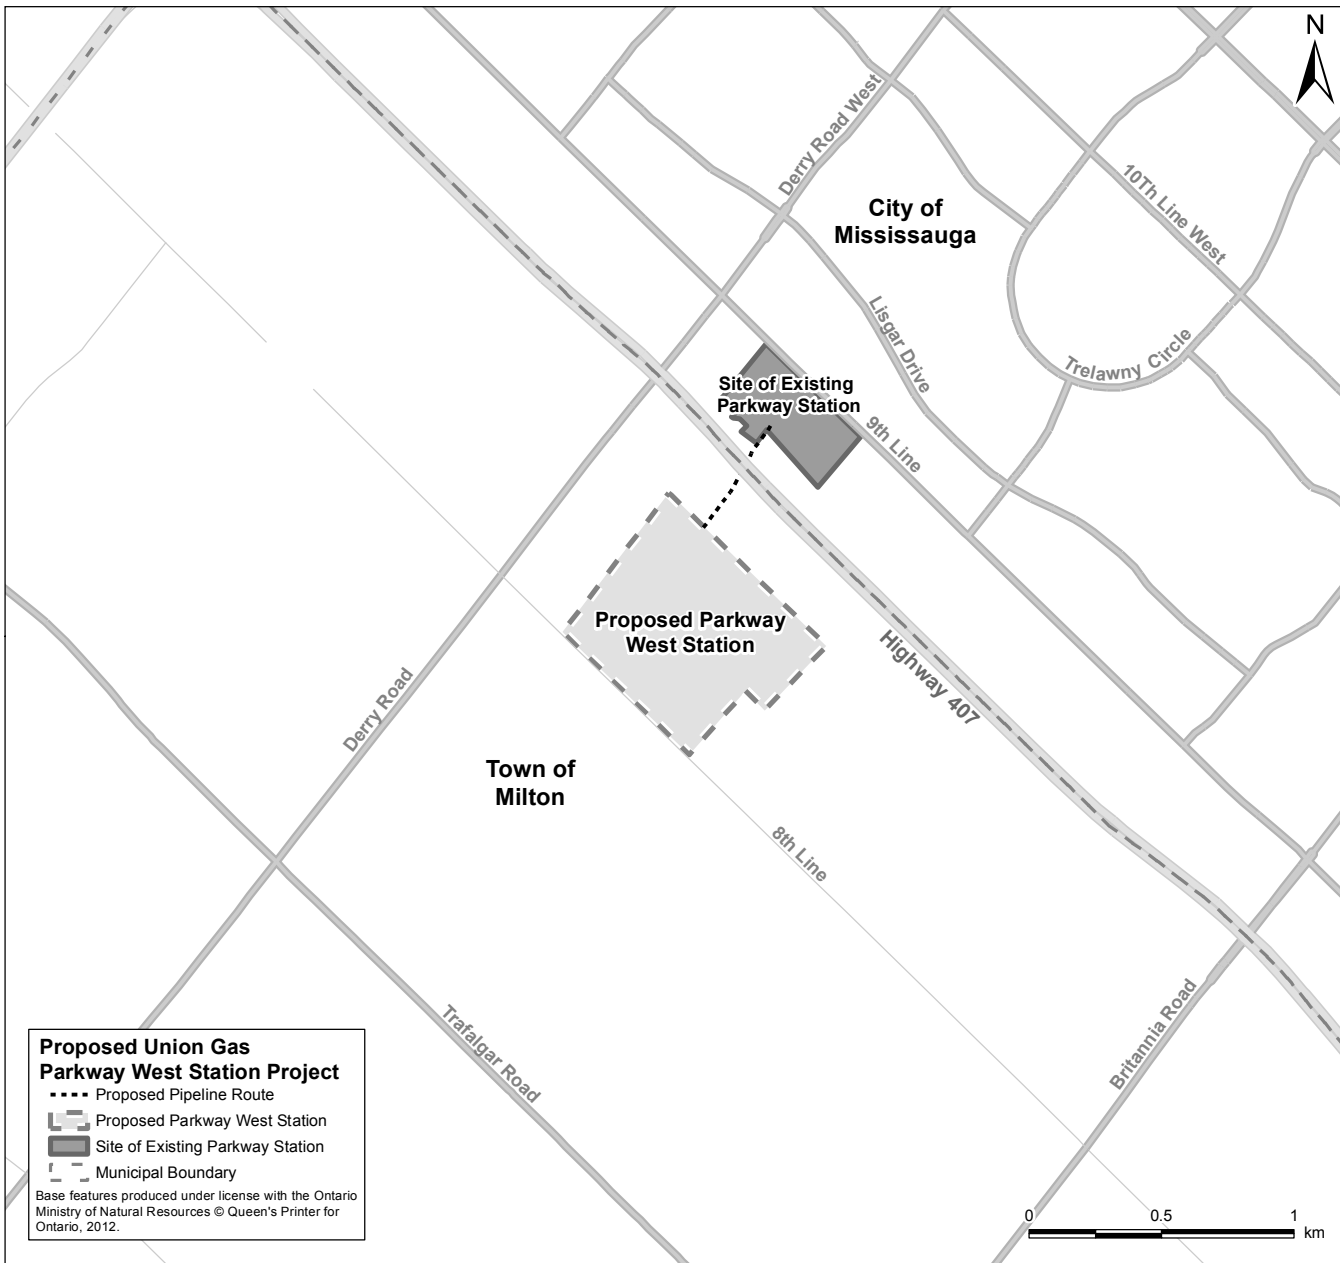 N
Derry Road West
City of
Mississauga
10Th Line West
Lisgar Drive
Trelawny Circle
Site of Existing
Parkway Station
9th Line
Proposed Parkway
West Station
Highway 407
Derry Road
Town of
Milton
8th Line
Trafalgar Road
Britannia Road
Proposed Union Gas
Parkway West Station Project
Proposed Pipeline Route
Proposed Parkway West Station
Site of Existing Parkway Station
Municipal Boundary
Base features produced under license with the Ontario
Ministry of Natural Resources © Queen's Printer for
Ontario, 2012.
0 0.5 1
km